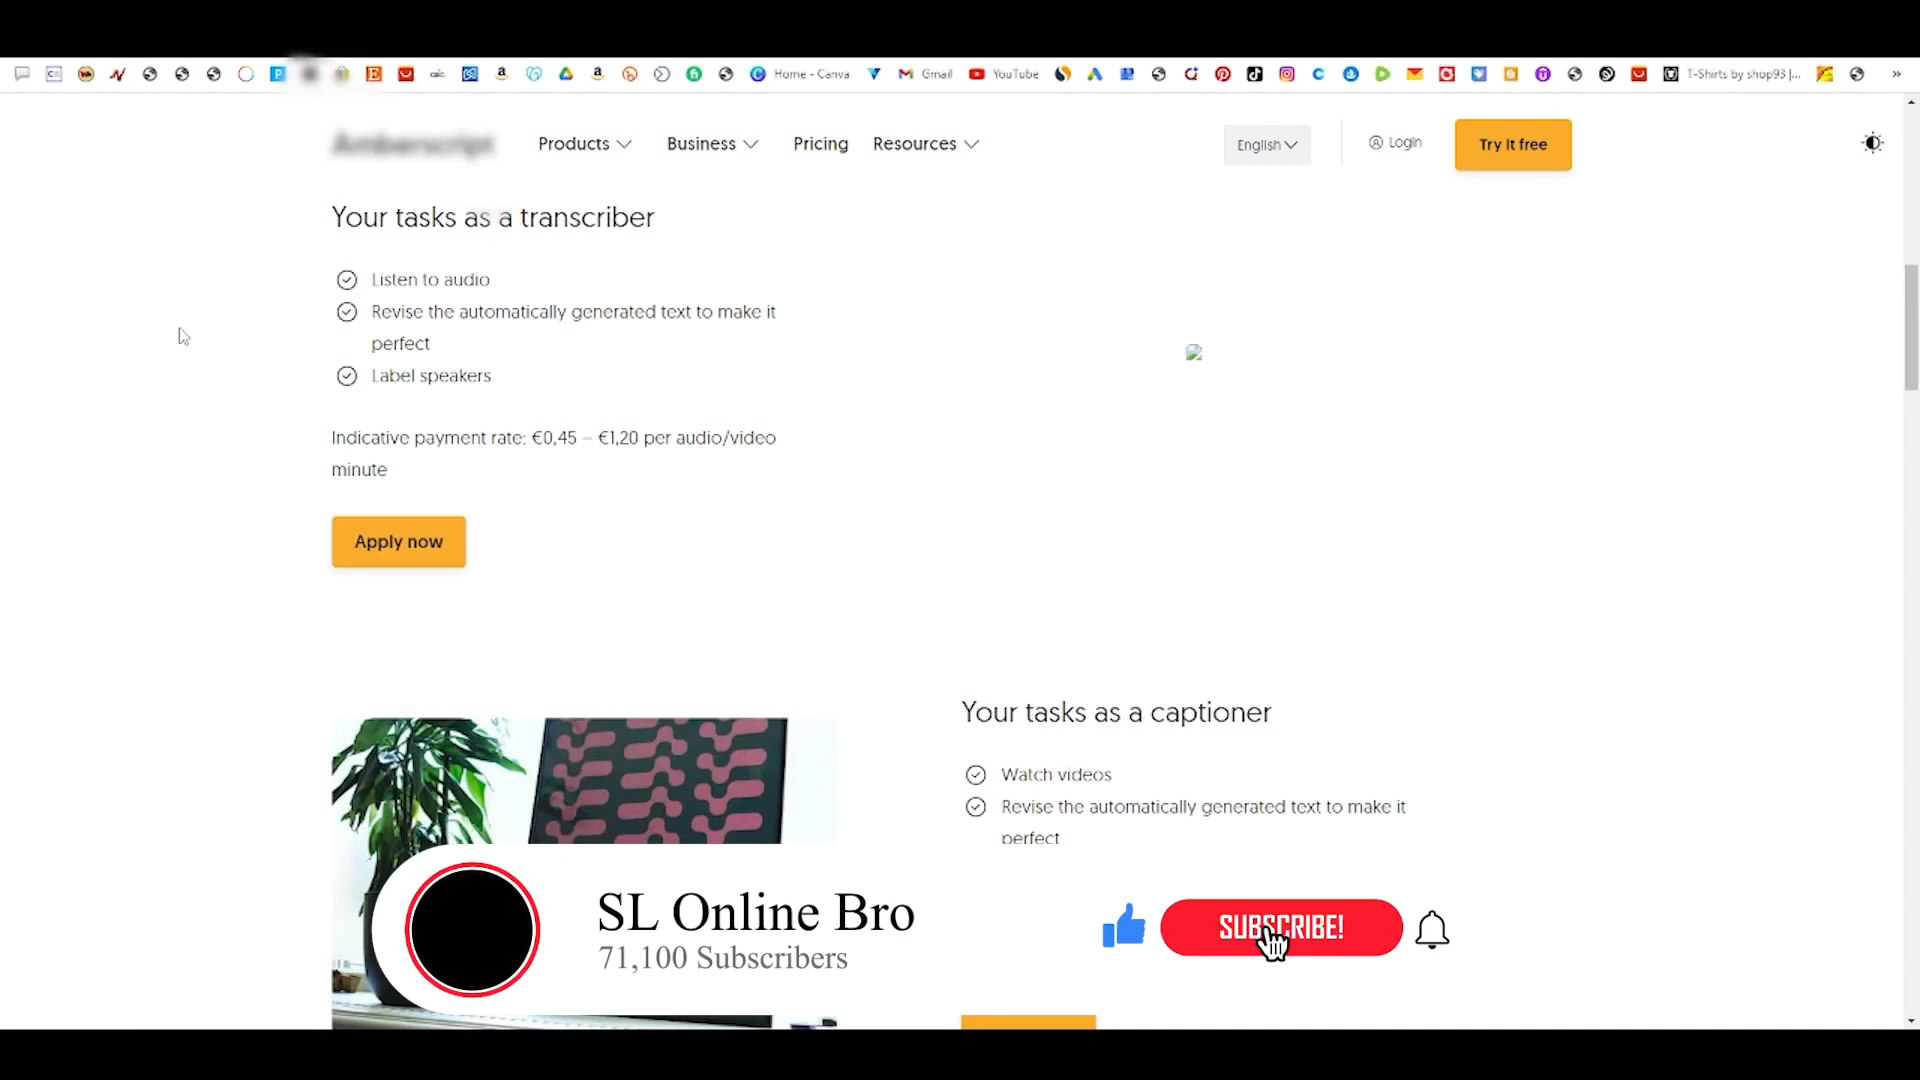 Home - Canva
Gmail
YouTube
T-Shirts by shop93 |...
»
Amberscript
Products
Business
Pricing
Resources
English
Login
Try it free
Your tasks as a transcriber
Listen to audio
Revise the automatically generated text to make it
perfect
Label speakers
Indicative payment rate: €0,45 – €1,20 per audio/video
minute
Apply now
Your tasks as a captioner
Watch videos
Revise the automatically generated text to make it
perfect
SL Online Bro
71,100 Subscribers
SUBSCRIBE!